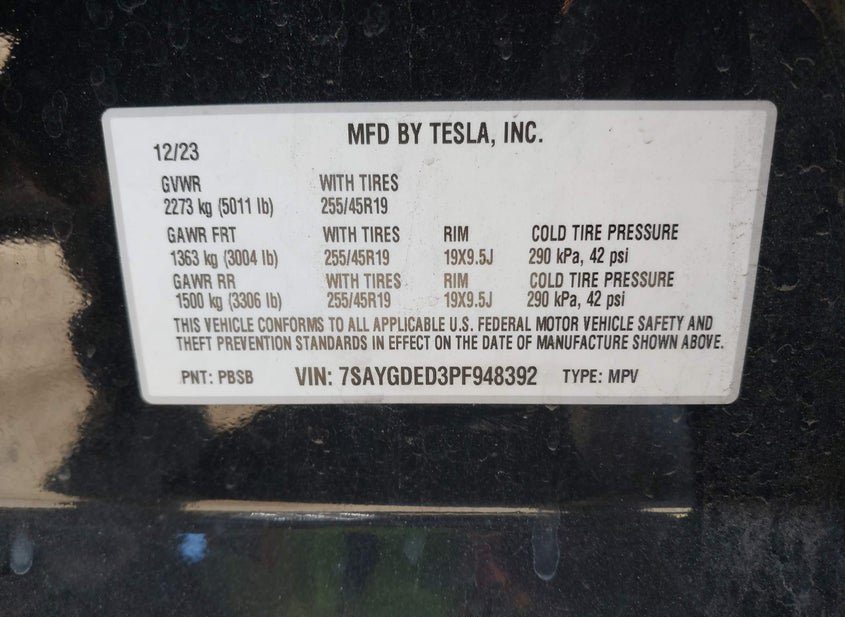 MFD BY TESLA, INC.
12/23
GVWR WITH TIRES
2273 kg (5011 lb) 255/45R19
GAWR FRT WITH TIRES RIM COLD TIRE PRESSURE
1363 kg (3004 lb) 255/45R19 19X9.5J 290 kPa, 42 psi
GAWR RR WITH TIRES RIM COLD TIRE PRESSURE
1500 kg (3306 lb) 255/45R19 19X9.5J 290 kPa, 42 psi
THIS VEHICLE CONFORMS TO ALL APPLICABLE U.S. FEDERAL MOTOR VEHICLE SAFETY AND
THEFT PREVENTION STANDARDS IN EFFECT ON THE DATE OF MANUFACTURE SHOWN ABOVE.
PNT: PBSB VIN: 7SAYGDED3PF948392 TYPE: MPV